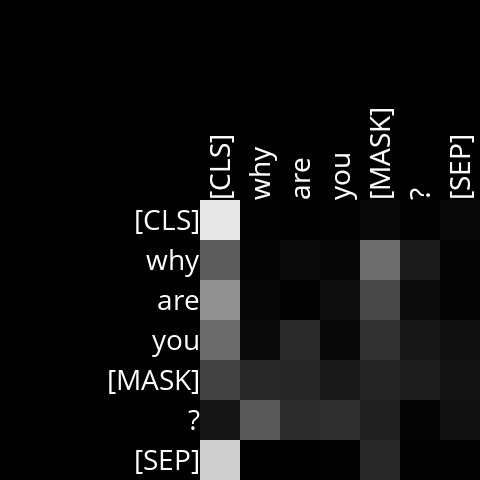 [CLS] why are you [MASK] ? [SEP]
[CLS]
why
are
you
[MASK]
?
[SEP]